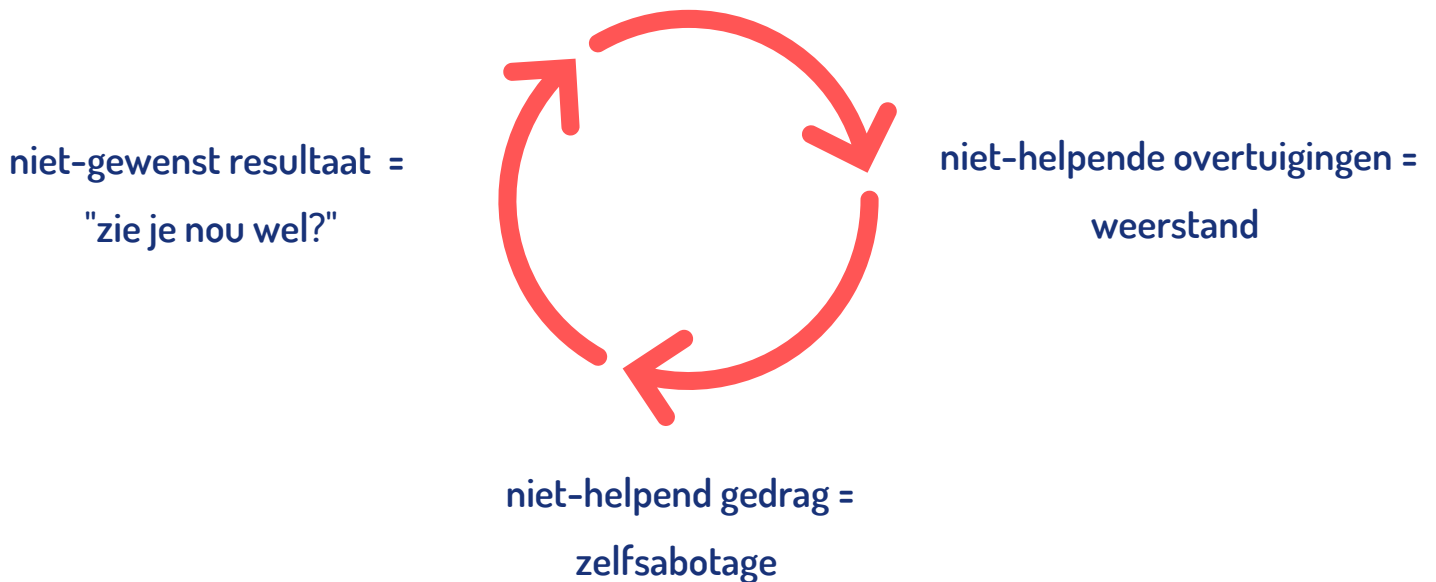 niet-gewenst resultaat =
"zie je nou wel?"
niet-helpende overtuigingen =
weerstand
niet-helpend gedrag =
zelfsabotage